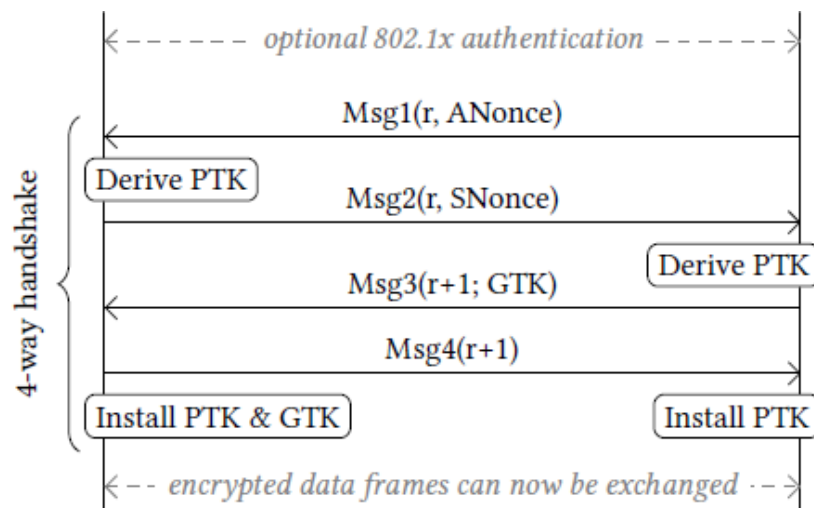 optional 802.1x authentication
Msg1(r, ANonce)
Derive PTK
Msg2(r, SNonce)
Derive PTK
Msg3(r+1; GTK)
Msg4(r+1)
Install PTK & GTK
Install PTK
encrypted data frames can now be exchanged
4-way handshake